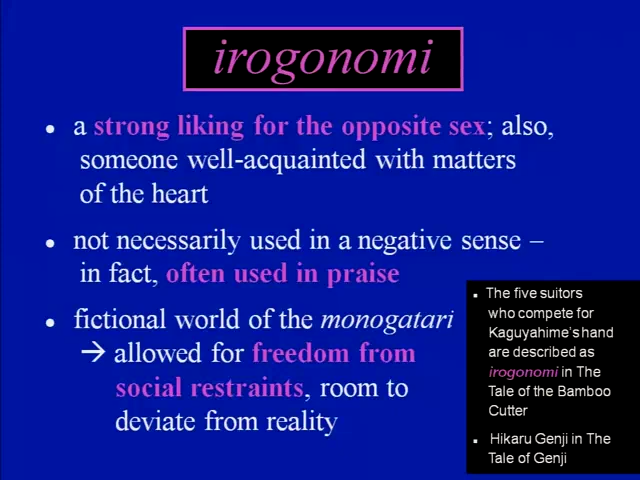 irogonomi
• a strong liking for the opposite sex; also,
someone well-acquainted with matters
of the heart
• not necessarily used in a negative sense –
in fact, often used in praise
• fictional world of the monogatari
→ allowed for freedom from
social restraints, room to
deviate from reality
▪ The five suitors
who compete for
Kaguyahime's hand
are described as
irogonomi in The
Tale of the Bamboo
Cutter
▪ Hikaru Genji in The
Tale of Genji